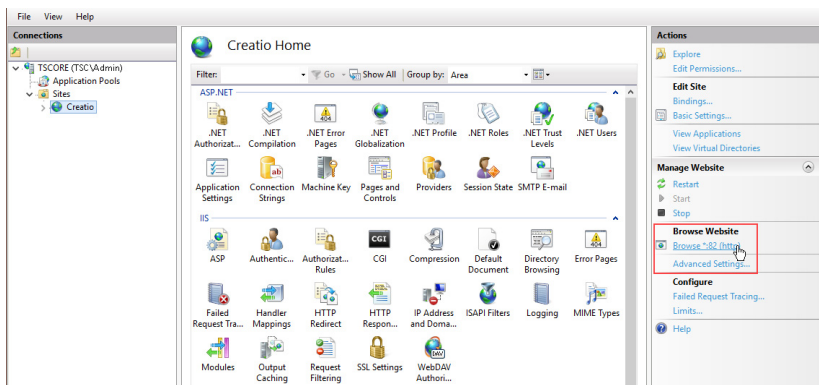 File View Help
Connections
TSCORE (TSC\Admin)
Application Pools
Sites
Creatio
Creatio Home
Filter: Go Show All Group by: Area
ASP.NET
.NET Authorizat...
.NET Compilation
.NET Error Pages
.NET Globalization
.NET Profile
.NET Roles
.NET Trust Levels
.NET Users
Application Settings
Connection Strings
Machine Key
Pages and Controls
Providers
Session State
SMTP E-mail
IIS
ASP
Authentic...
Authorizat... Rules
CGI
Compression
Default Document
Directory Browsing
Error Pages
Failed Request Tra...
Handler Mappings
HTTP Redirect
HTTP Respon...
IP Address and Doma...
ISAPI Filters
Logging
MIME Types
Modules
Output Caching
Request Filtering
SSL Settings
WebDAV Authori...
Actions
Explore
Edit Permissions...
Edit Site
Bindings...
Basic Settings...
View Applications
View Virtual Directories
Manage Website
Restart
Start
Stop
Browse Website
Browse *:82 (http)
Advanced Settings...
Configure
Failed Request Tracing...
Limits...
Help